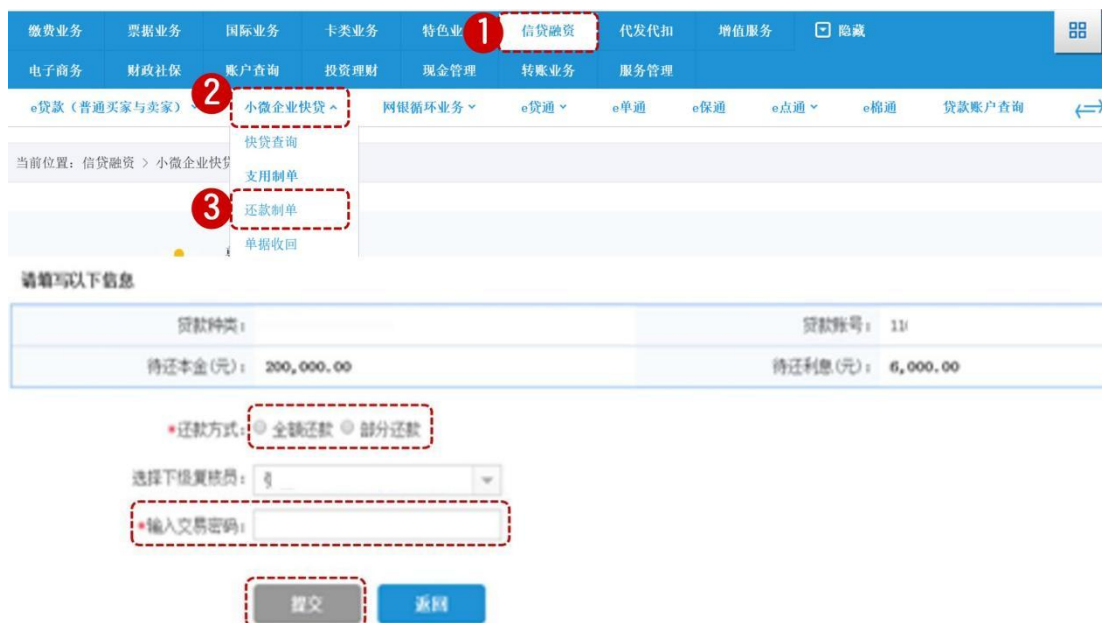 缴费业务 票据业务 国际业务 卡类业务 特色业 1 信贷融资 代发代扣 增值服务 隐藏
电子商务 财政社保 账户查询 投资理财 现金管理 转账业务 服务管理
e贷款（普通买家与卖家） 2 小微企业快贷 网银循环业务 e贷通 e单通 e保通 e点通 e棉通 贷款账户查询
快贷查询
当前位置：信贷融资 > 小微企业快贷
支用制单
3 还款制单
单据收回
请填写以下信息
贷款种类： 贷款账号： 110
待还本金(元)： 200,000.00 待还利息(元)： 6,000.00
*还款方式： 全额还款 部分还款
选择下级复核员：
*输入交易密码：
提交 返回